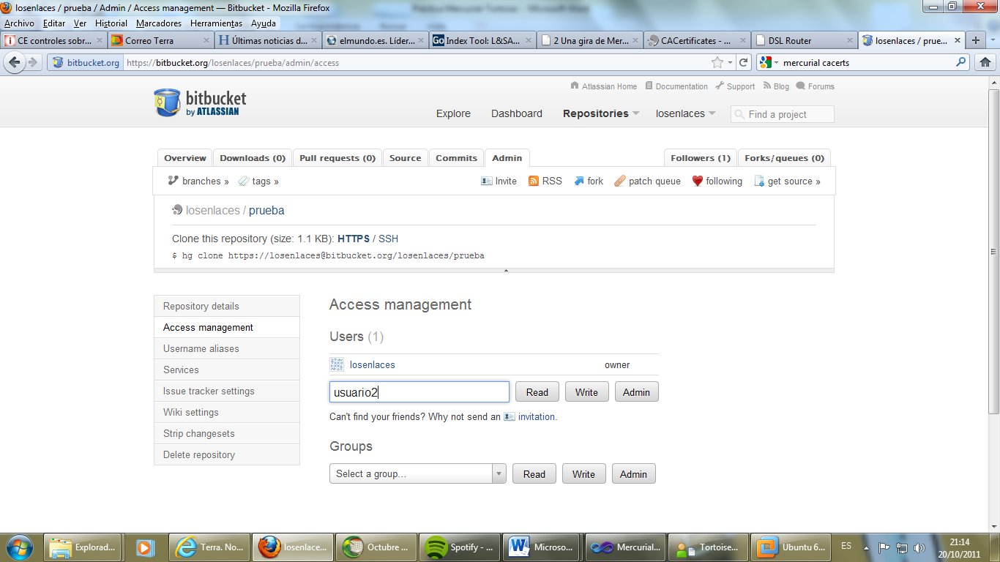 losenlaces / prueba / Admin / Access management — Bitbucket - Mozilla Firefox
Archivo Editar Ver Historial Marcadores Herramientas Ayuda
CE controles sobr...
Correo Terra
Últimas noticias d...
elmundo.es. Líder...
Go Index Tool: L&SA...
2 Una gira de Mer...
CACertificates - ...
DSL Router
losenlaces / prue...
bitbucket.org https://bitbucket.org/losenlaces/prueba/admin/access
mercurial cacerts
Atlassian Home Documentation Support Blog Forums
bitbucket
by ATLASSIAN
Explore Dashboard Repositories losenlaces Find a project
Overview Downloads (0) Pull requests (0) Source Commits Admin Followers (1) Forks/queues (0)
branches » tags » Invite RSS fork patch queue following get source »
losenlaces / prueba
Clone this repository (size: 1.1 KB): HTTPS / SSH
$ hg clone https://losenlaces@bitbucket.org/losenlaces/prueba
Repository details
Access management
Username aliases
Services
Issue tracker settings
Wiki settings
Strip changesets
Delete repository
Access management
Users (1)
losenlaces owner
usuario2 Read Write Admin
Can't find your friends? Why not send an invitation.
Groups
Select a group... Read Write Admin
Explorad...
Terra. No...
losenlace...
Octubre ...
Spotify - ...
Microso...
Mercurial...
Tortoise...
Ubuntu 6...
ES
21:14
20/10/2011